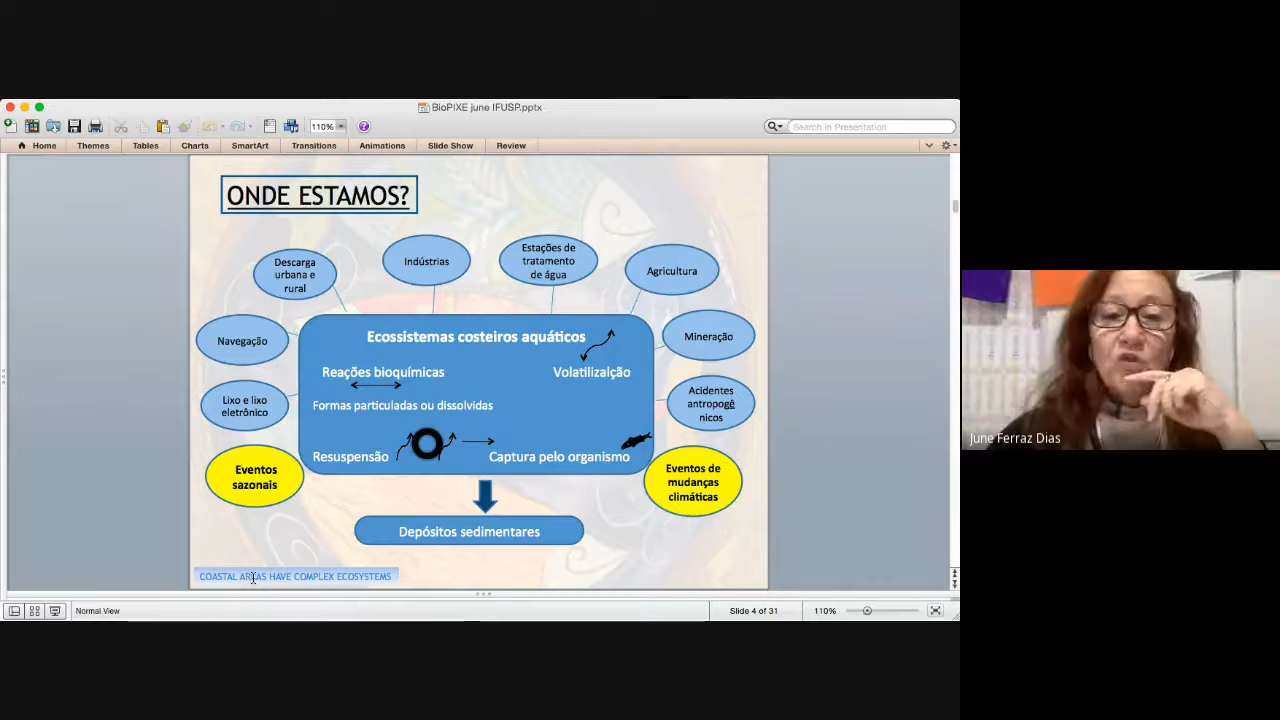 BioPIXE june IFUSP.pptx
110%
Search in Presentation
Home Themes Tables Charts SmartArt Transitions Animations Slide Show Review
ONDE ESTAMOS?
Descarga
urbana e
rural
Indústrias
Estações de
tratamento
de água
Agricultura
Navegação
Ecossistemas costeiros aquáticos
Mineração
Reações bioquímicas
Volatilizalção
Lixo e lixo
eletrônico
Formas particuladas ou dissolvidas
Acidentes
antropogê
nicos
Resuspensão
Captura pelo organismo
Eventos
sazonais
Eventos de
mudanças
climáticas
Depósitos sedimentares
COASTAL AREAS HAVE COMPLEX ECOSYSTEMS
Normal View
Slide 4 of 31
110%
June Ferraz Dias